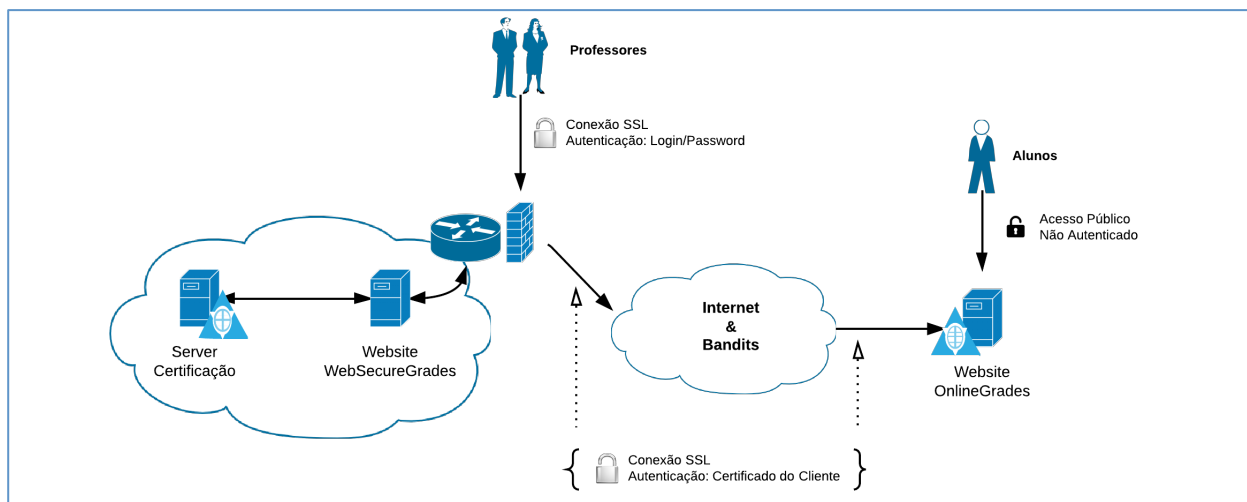 Professores
Conexão SSL
Autenticação: Login/Password
Alunos
Acesso Público
Não Autenticado
Server
Certificação
Website
WebSecureGrades
Internet
&
Bandits
Website
OnlineGrades
Conexão SSL
Autenticação: Certificado do Cliente